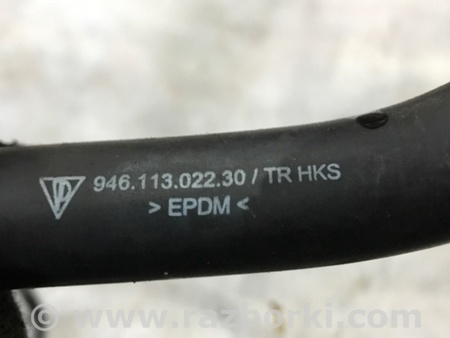 946.113.022.30 / TR HKS
> EPDM <
© www.razborki.com